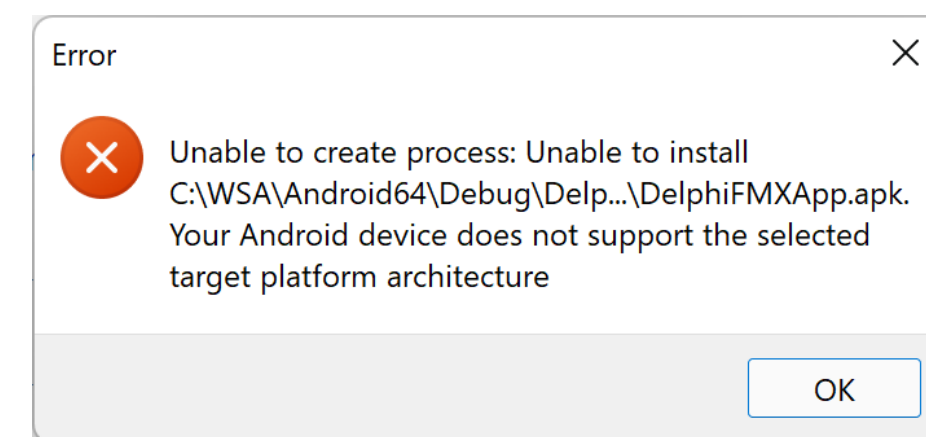 Error
Unable to create process: Unable to install
C:\WSA\Android64\Debug\Delp...\DelphiFMXApp.apk.
Your Android device does not support the selected
target platform architecture
OK